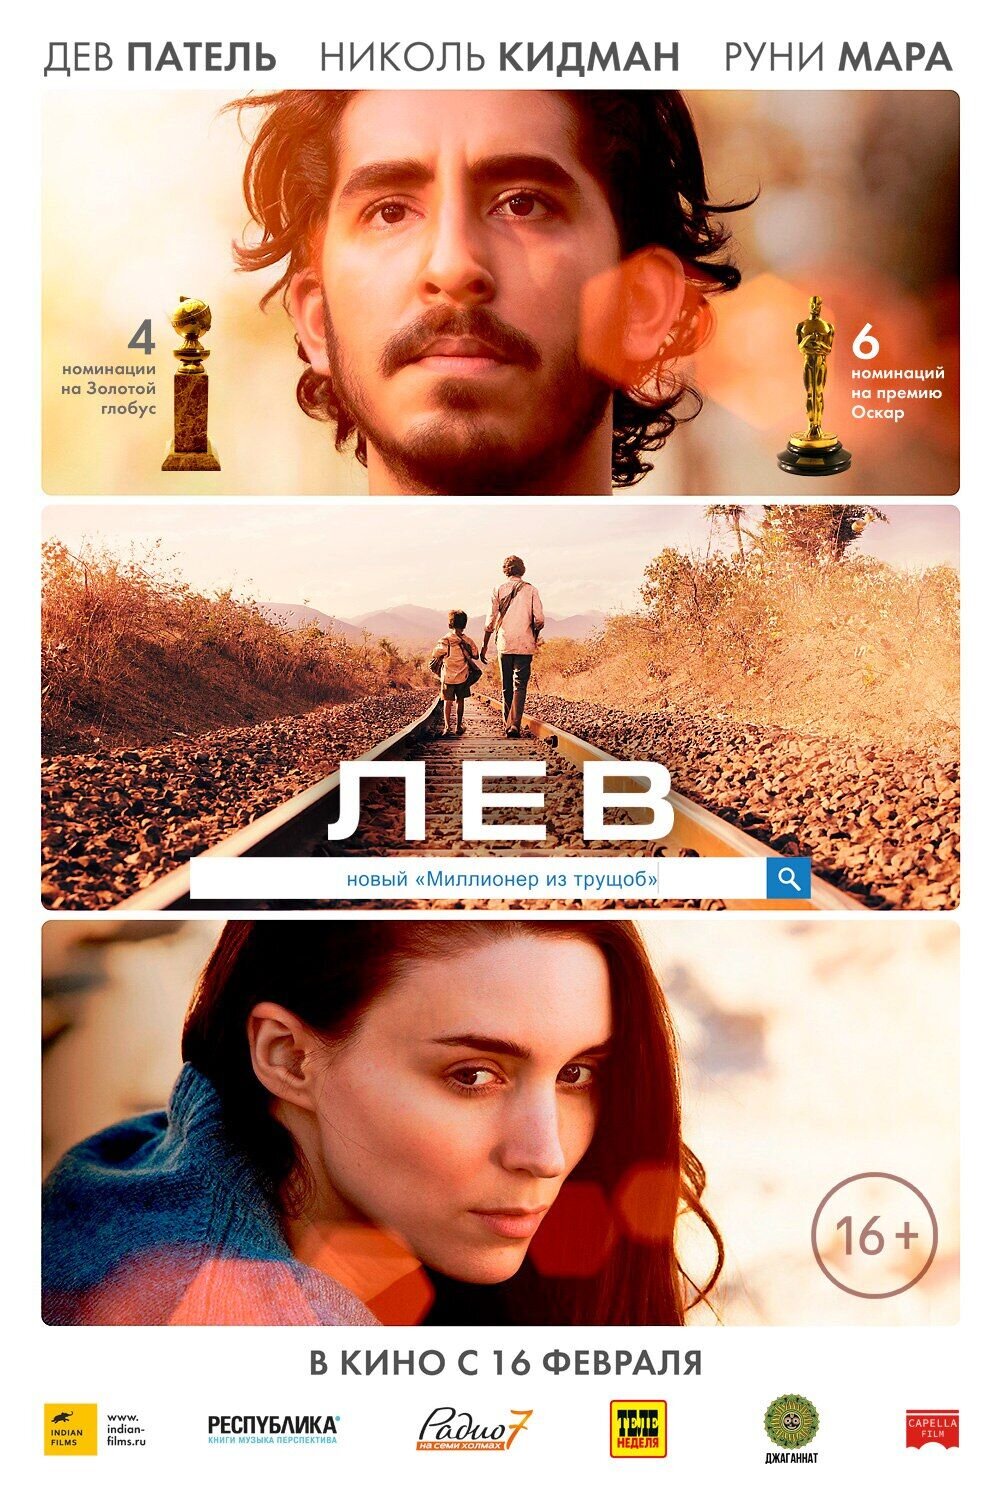 ДЕВ ПАТЕЛЬ НИКОЛЬ КИДМАН РУНИ МАРА
4
номинации
на Золотой
глобус
6
номинаций
на премию
Оскар
ЛЕВ
новый «Миллионер из трущоб»
16+
В КИНО С 16 ФЕВРАЛЯ
INDIAN
FILMS
www.
indian-
films.ru
РЕСПУБЛИКА
КНИГИ МУЗЫКА ПЕРСПЕКТИВА
Радио 7
на семи холмах
ТЕЛЕ
НЕДЕЛЯ
ДЖАГАННАТ
CAPELLA
FILM